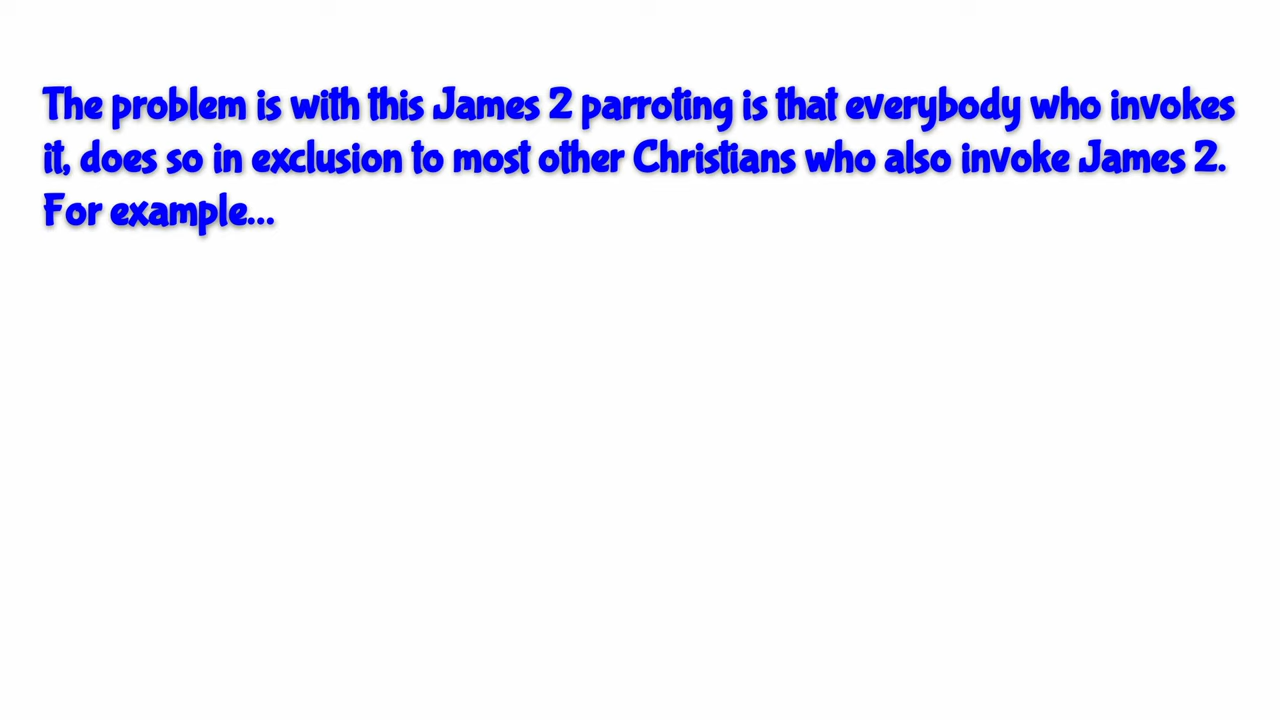 The problem is with this James 2 parroting is that everybody who invokes
it, does so in exclusion to most other Christians who also invoke James 2.
For example...